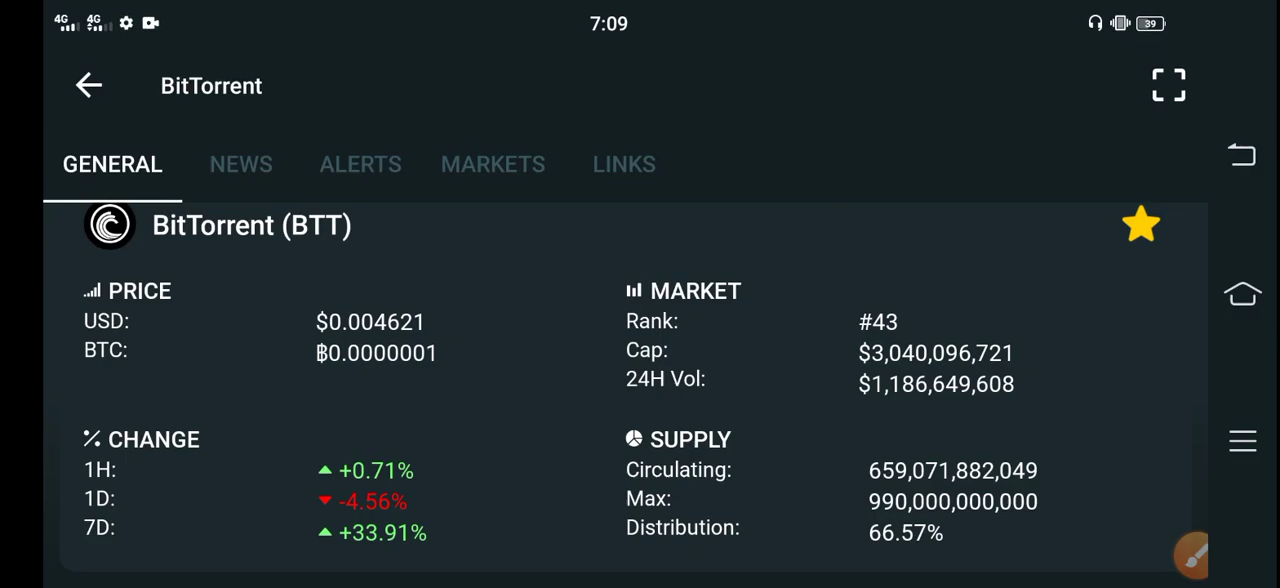 4G 4G 7:09 39
BitTorrent
GENERAL NEWS ALERTS MARKETS LINKS
BitTorrent (BTT)
PRICE
USD: $0.004621
BTC: ฿0.0000001
MARKET
Rank: #43
Cap: $3,040,096,721
24H Vol: $1,186,649,608
CHANGE
1H: +0.71%
1D: -4.56%
7D: +33.91%
SUPPLY
Circulating: 659,071,882,049
Max: 990,000,000,000
Distribution: 66.57%